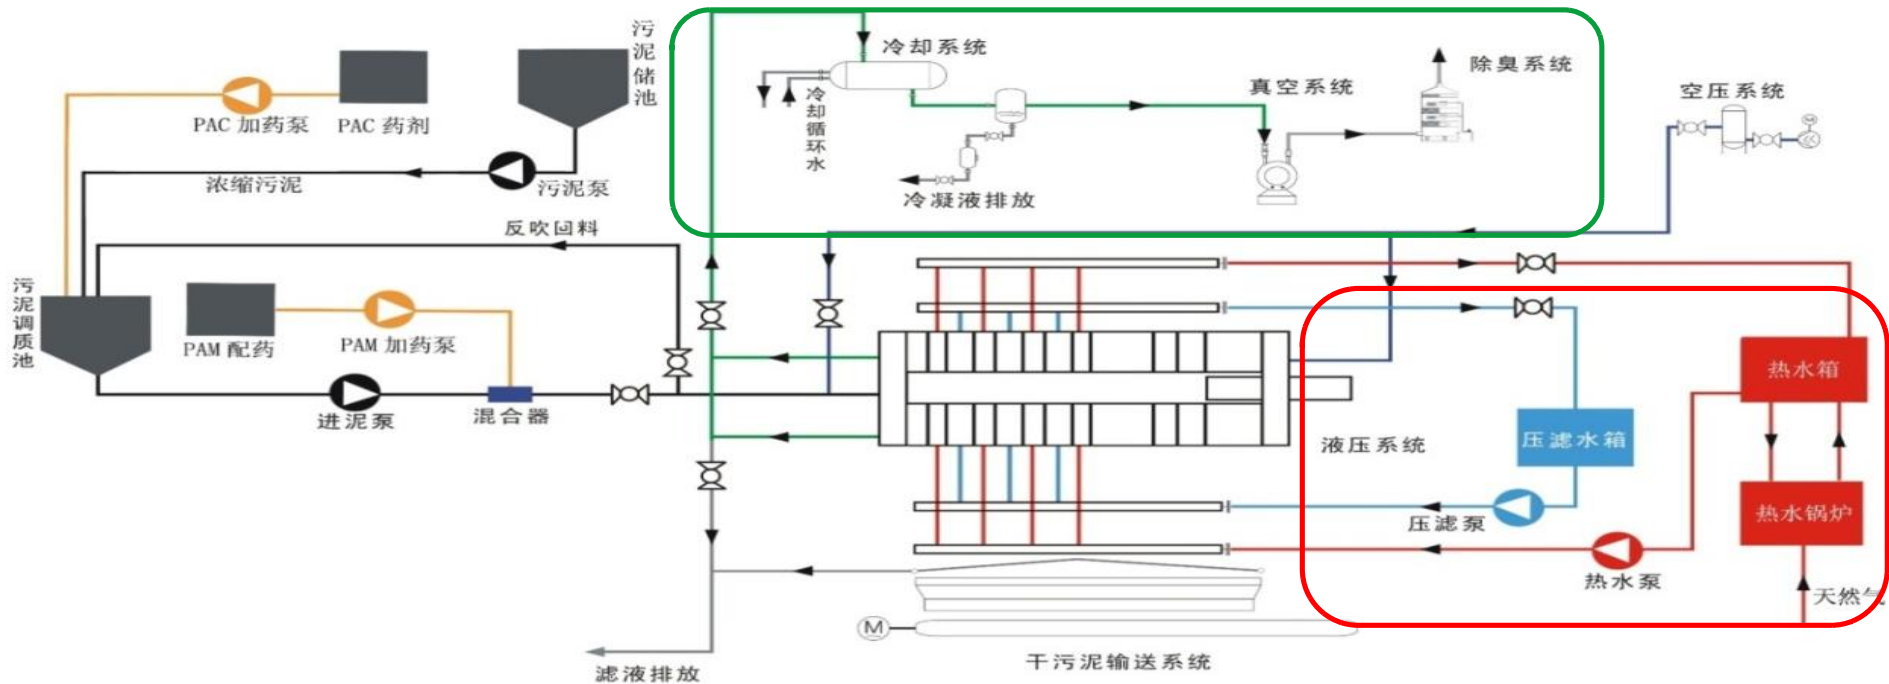 污泥储池
PAC 加药泵
PAC 药剂
浓缩污泥
污泥泵
反吹回料
污泥调质池
PAM 配药
PAM 加药泵
进泥泵
混合器
冷却系统
冷却循环水
冷凝液排放
真空系统
除臭系统
空压系统
M
液压系统
热水箱
压滤水箱
热水锅炉
压滤泵
热水泵
天然气
M
干污泥输送系统
滤液排放